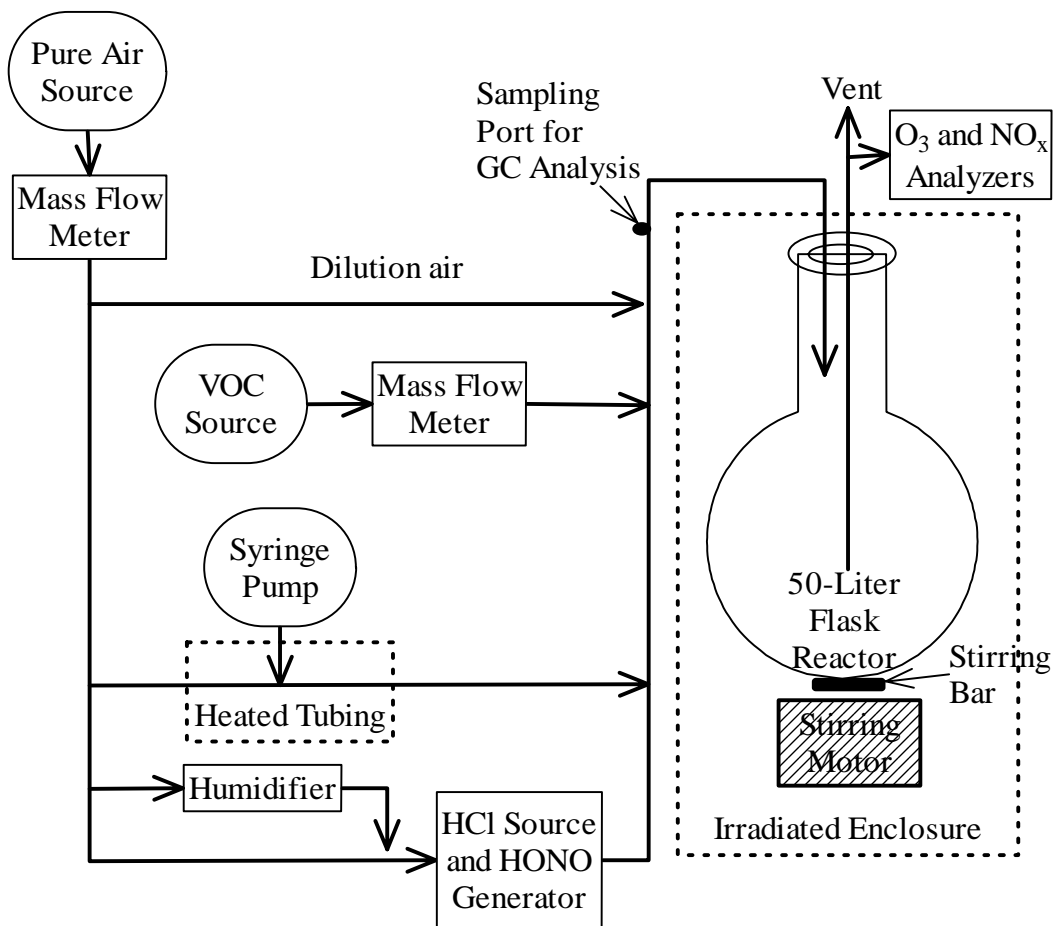 Pure Air
Source
Mass Flow
Meter
Sampling
Port for
GC Analysis
Vent
O₃ and NOₓ
Analyzers
Dilution air
VOC
Source
Mass Flow
Meter
Syringe
Pump
Heated Tubing
Humidifier
HCl Source
and HONO
Generator
50-Liter
Flask
Reactor
Stirring
Bar
Stirring
Motor
Irradiated Enclosure